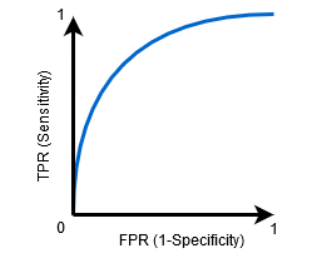 1
TPR (Sensitivity)
0
FPR (1-Specificity)
1